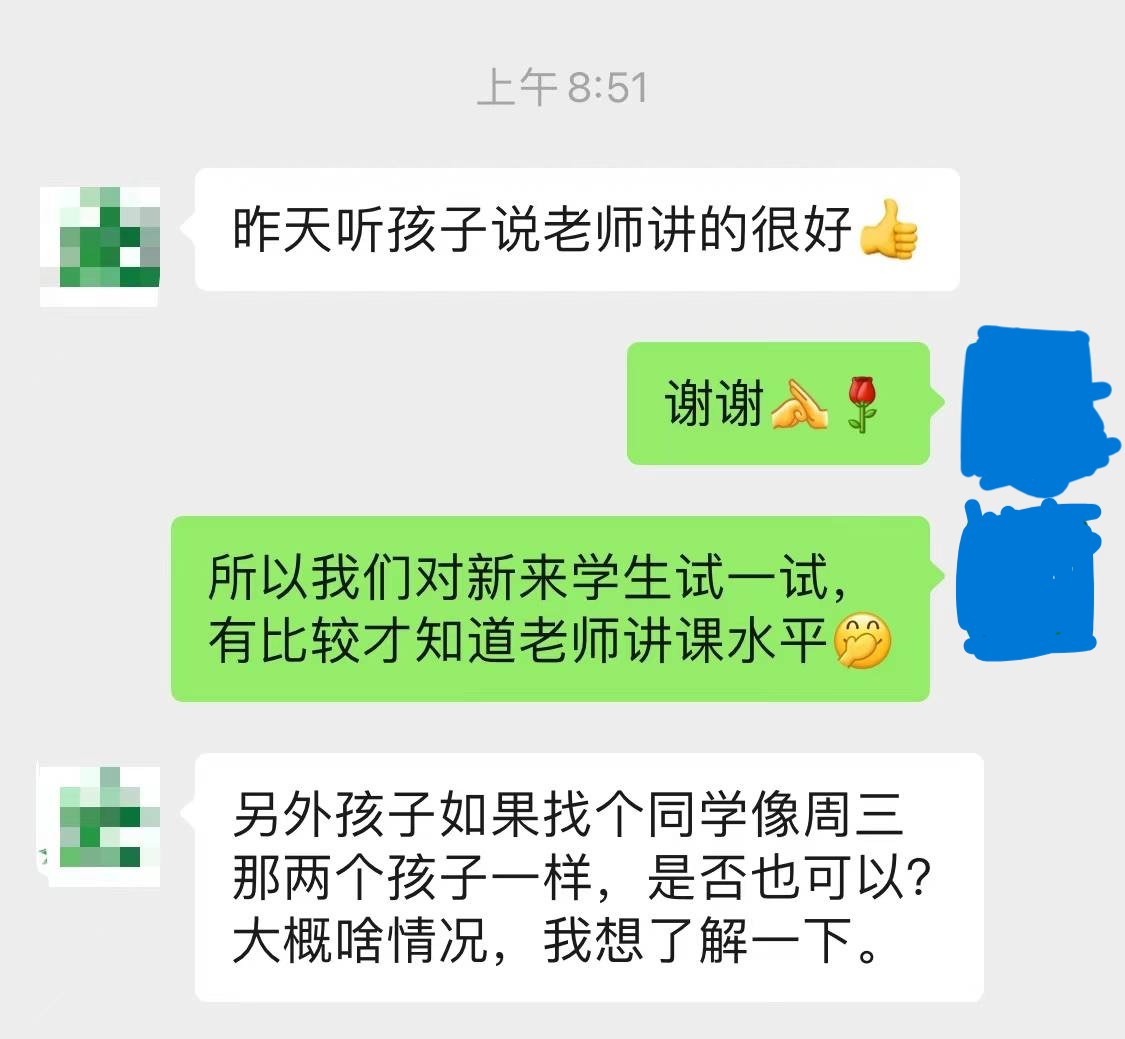 上午8:51
昨天听孩子说老师讲的很好👍
谢谢🫱🌹
所以我们对新来学生试一试，
有比较才知道老师讲课水平🤭
另外孩子如果找个同学像周三
那两个孩子一样，是否也可以？
大概啥情况，我想了解一下。